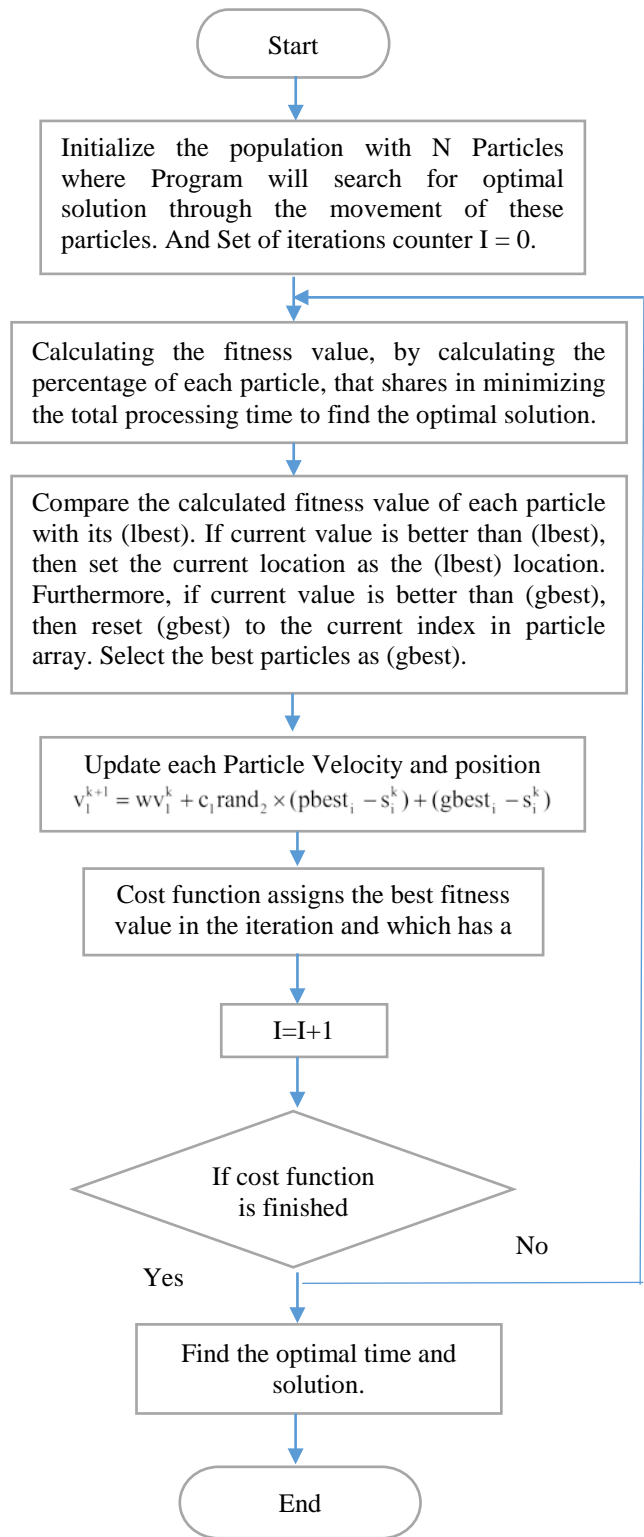 Start
Initialize the population with N Particles
where Program will search for optimal
solution through the movement of these
particles. And Set of iterations counter I = 0.
Calculating the fitness value, by calculating the
percentage of each particle, that shares in minimizing
the total processing time to find the optimal solution.
Compare the calculated fitness value of each particle
with its (lbest). If current value is better than (lbest),
then set the current location as the (lbest) location.
Furthermore, if current value is better than (gbest),
then reset (gbest) to the current index in particle
array. Select the best particles as (gbest).
Update each Particle Velocity and position
v₁^{k+1} = wv₁^k + c₁rand₂ × (pbest_i − s_i^k) + (gbest_i − s_i^k)
Cost function assigns the best fitness
value in the iteration and which has a
I=I+1
If cost function
is finished
No
Yes
Find the optimal time and
solution.
End